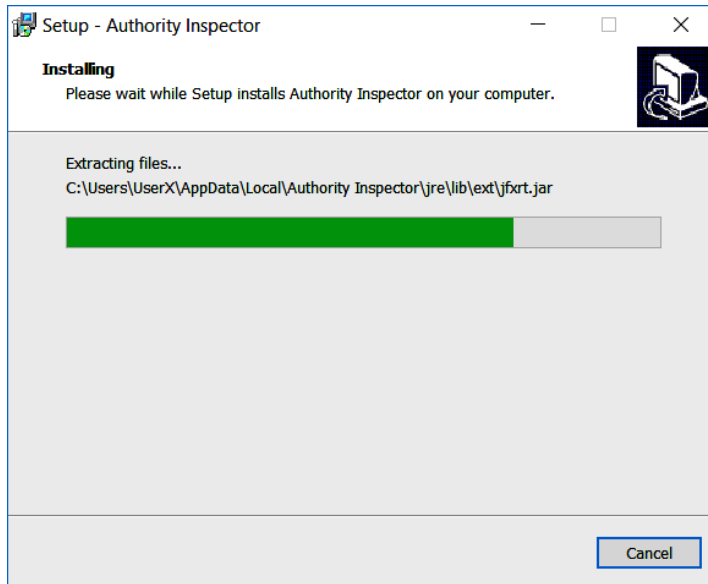 Setup - Authority Inspector
Installing
Please wait while Setup installs Authority Inspector on your computer.
Extracting files...
C:\Users\UserX\AppData\Local\Authority Inspector\jre\lib\ext\jfxrt.jar
Cancel